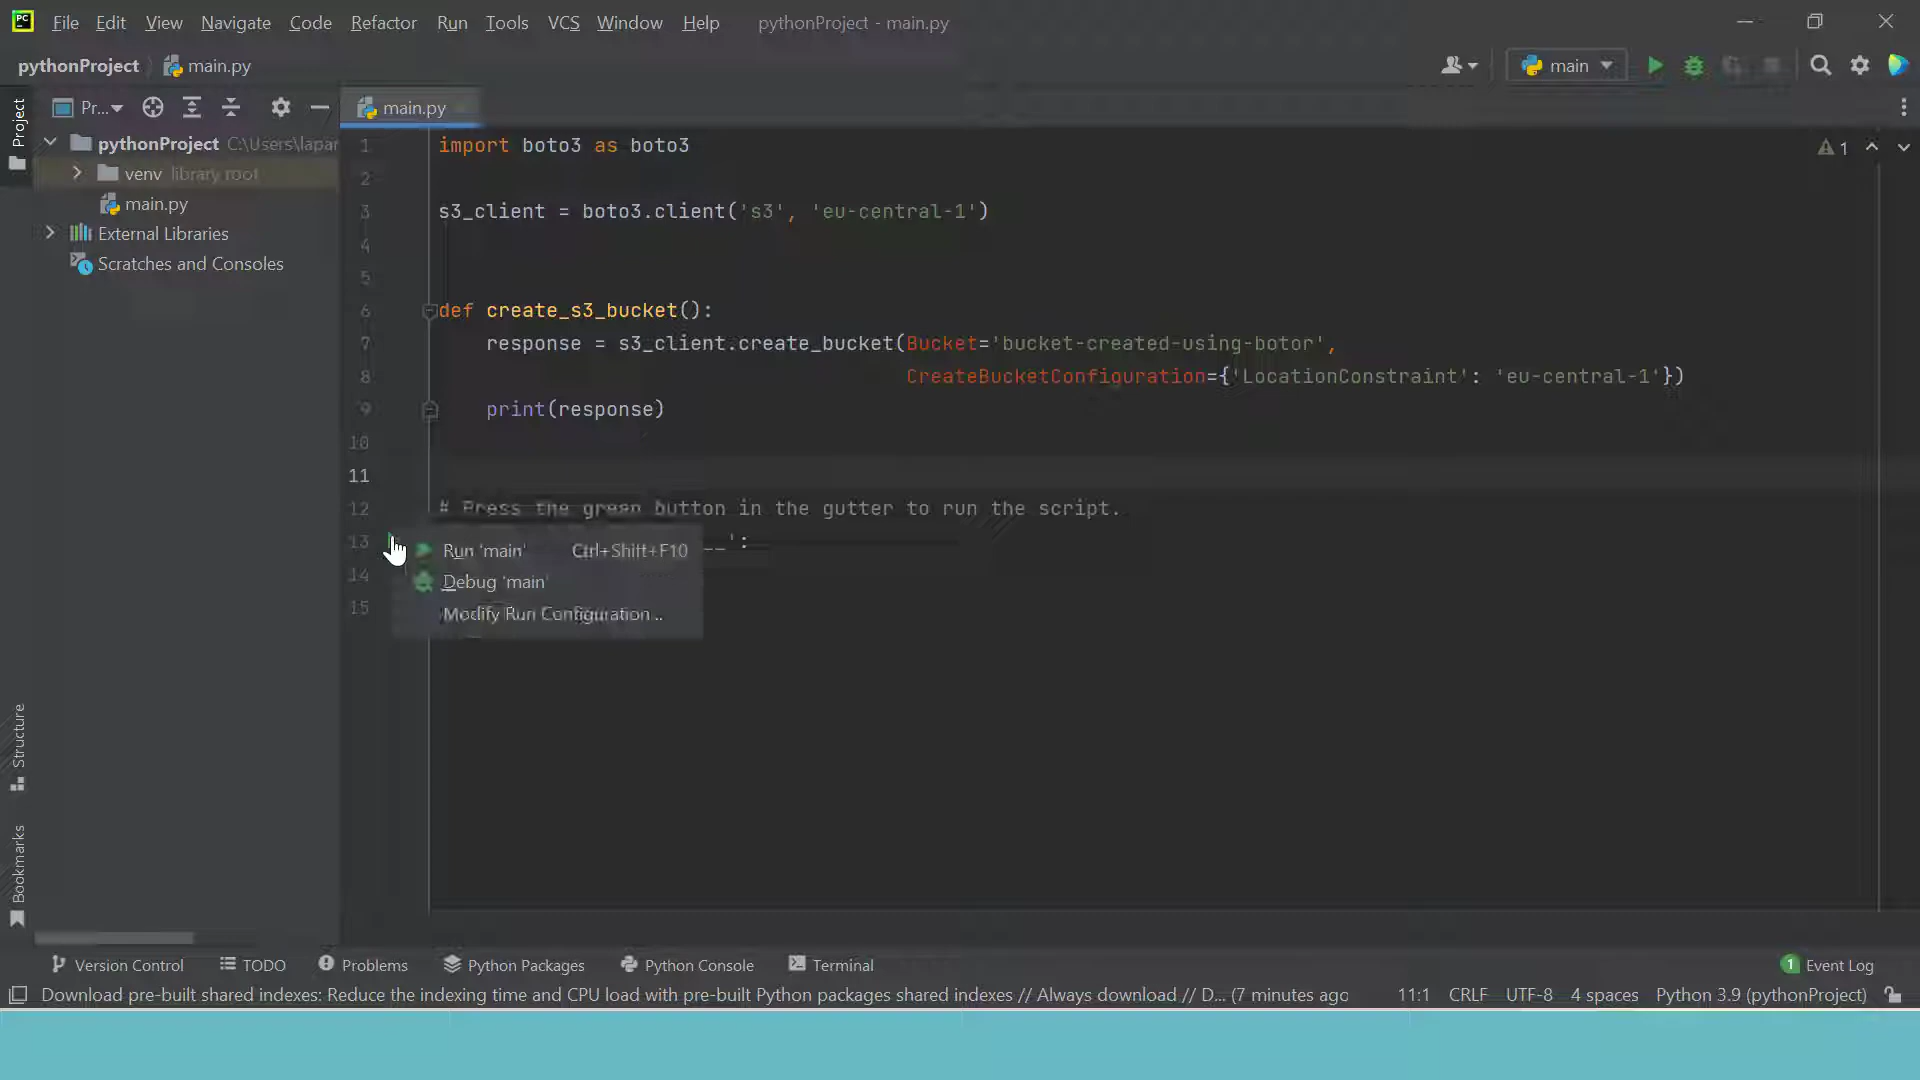 PC File Edit View Navigate Code Refactor Run Tools VCS Window Help pythonProject - main.py
pythonProject main.py main
Project Pr... main.py
pythonProject C:\Users\lapar
venv library root
main.py
External Libraries
Scratches and Consoles
1 import boto3 as boto3
1
2
3 s3_client = boto3.client('s3', 'eu-central-1')
4
5
6 def create_s3_bucket():
7 response = s3_client.create_bucket(Bucket='bucket-created-using-botor',
8 CreateBucketConfiguration={'LocationConstraint': 'eu-central-1'})
9 print(response)
10
11
12 # Press the green button in the gutter to run the script.
13 __':
14
15
Run 'main' Ctrl+Shift+F10
Debug 'main'
Modify Run Configuration...
Structure
Bookmarks
Version Control TODO Problems Python Packages Python Console Terminal 1 Event Log
Download pre-built shared indexes: Reduce the indexing time and CPU load with pre-built Python packages shared indexes // Always download // D... (7 minutes ago 11:1 CRLF UTF-8 4 spaces Python 3.9 (pythonProject)